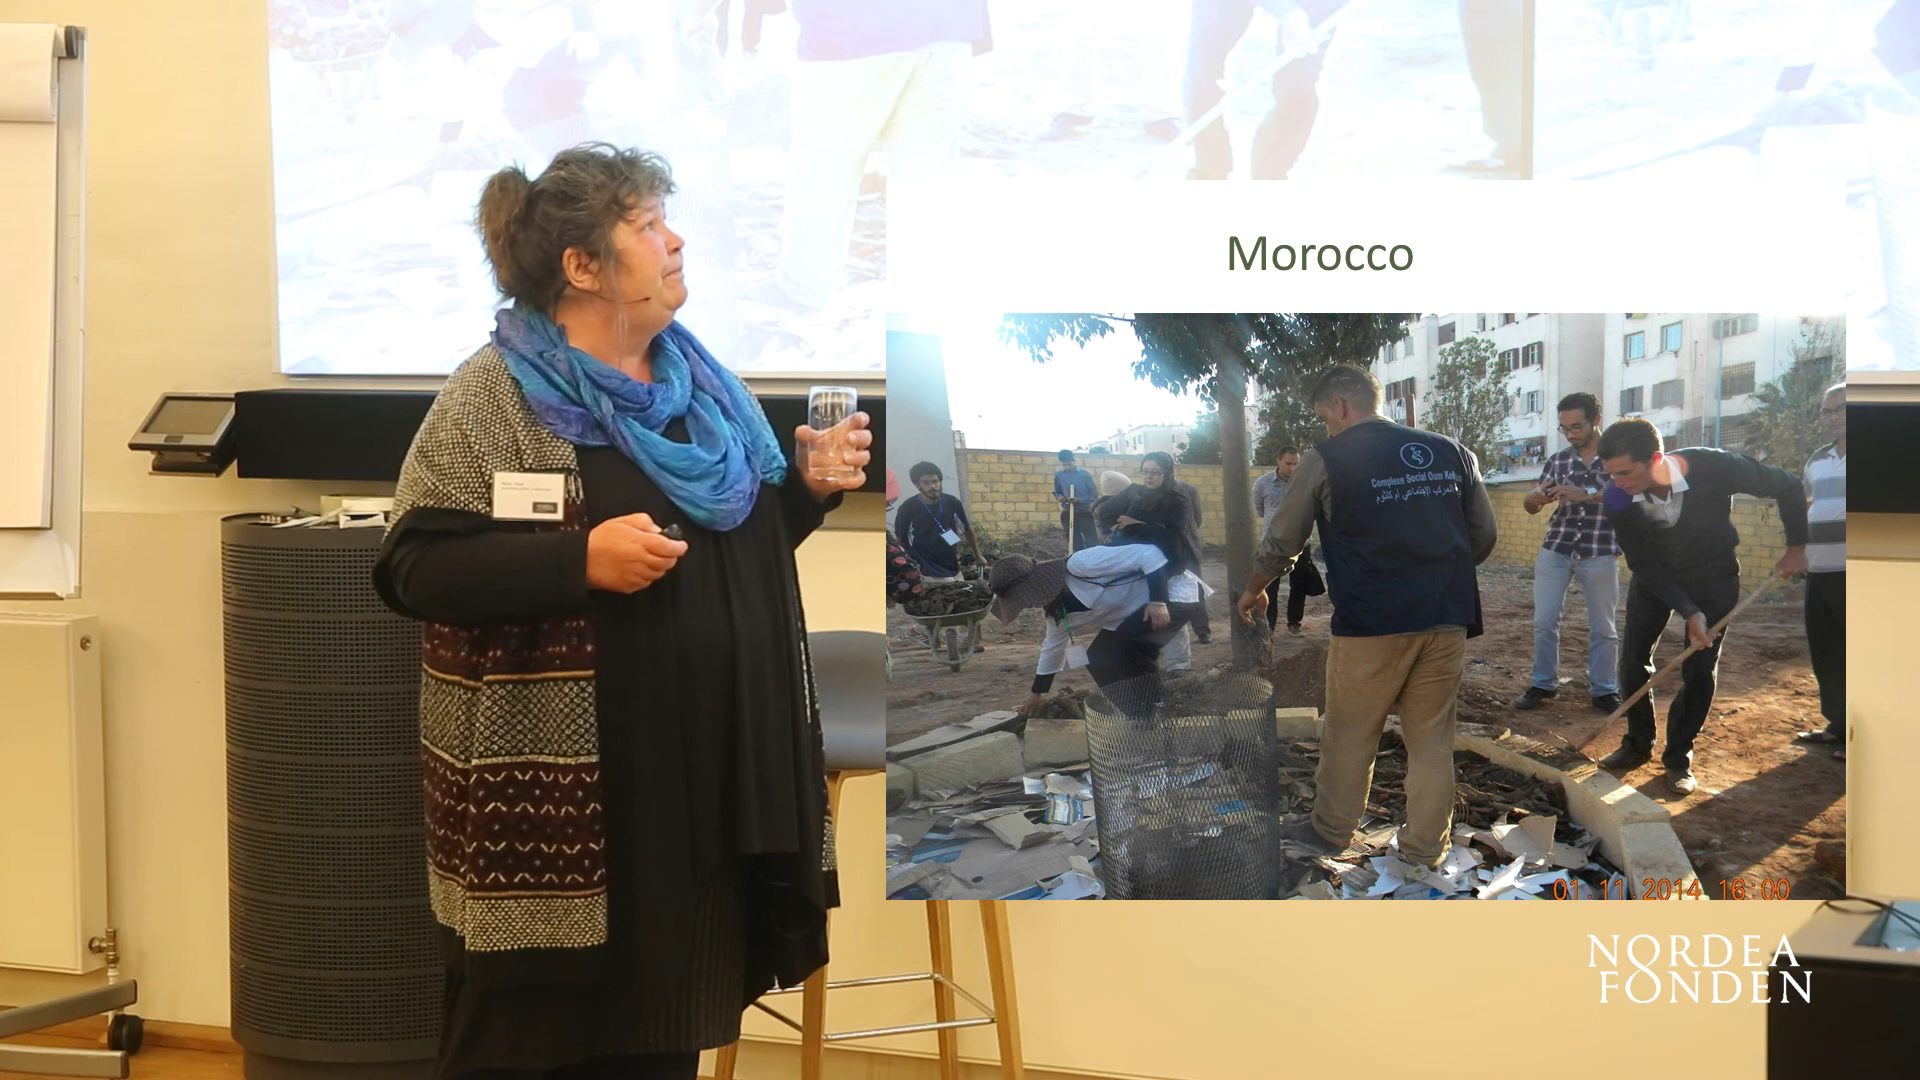 Morocco
Complexe Social Oum Kel
المركب الإجتماعي أم كلثوم
01.11.2014 16:00
NORDEA
FONDEN